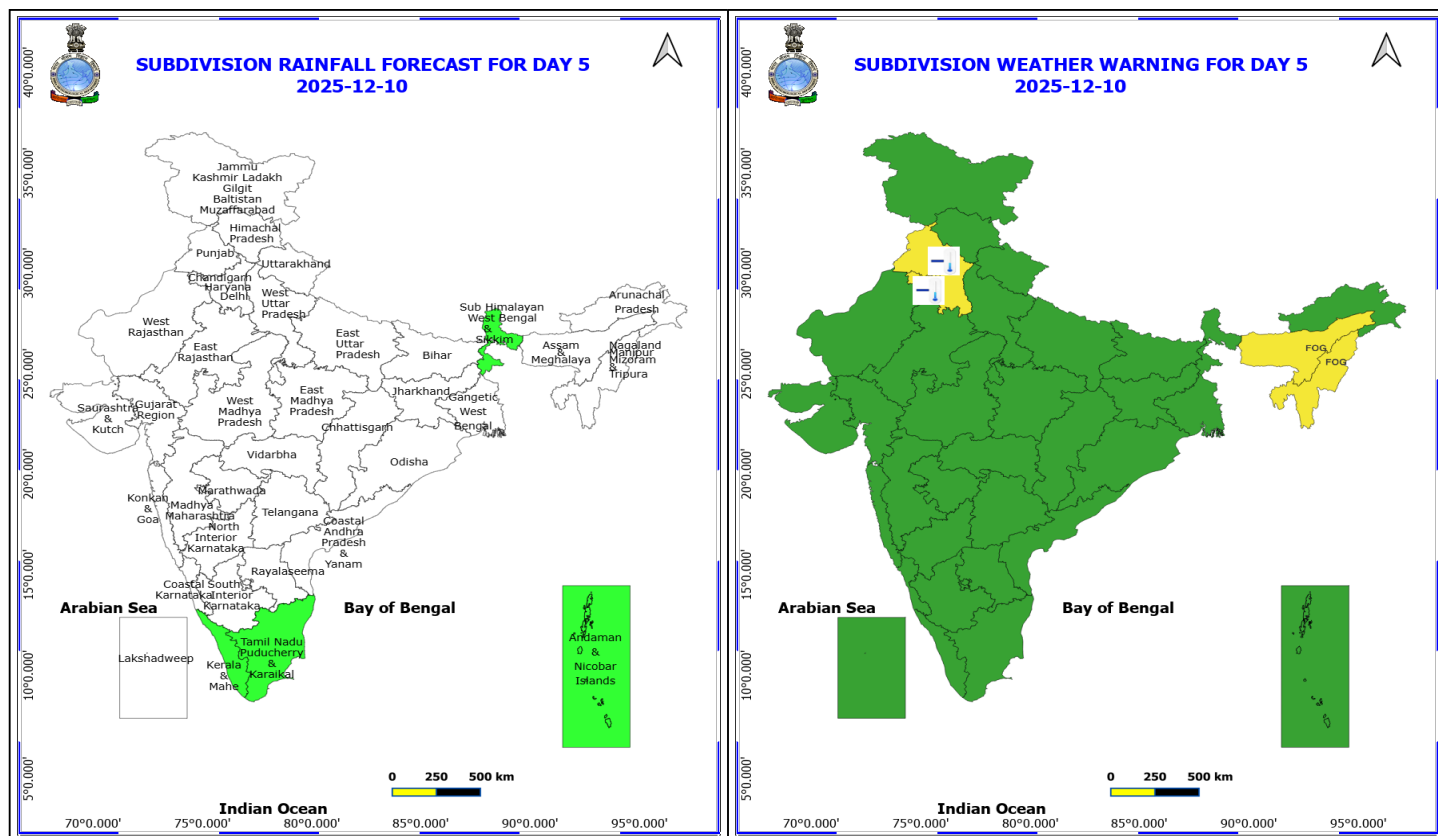 SUBDIVISION RAINFALL FORECAST FOR DAY 5
2025-12-10
40°0.000'
35°0.000'
30°0.000'
25°0.000'
20°0.000'
15°0.000'
10°0.000'
5°0.000'
Jammu
Kashmir Ladakh
Gilgit
Baltistan
Muzaffarabad
Himachal
Pradesh
Punjab
Uttarakhand
Chandigarh
Haryana
Delhi
West
Uttar
Pradesh
Arunachal
Pradesh
Sub Himalayan
West Bengal
&
Sikkim
West
Rajasthan
East
Rajasthan
East
Uttar
Pradesh
Bihar
Assam
&
Meghalaya
Nagaland
Manipur
Mizoram
&
Tripura
Saurashtra
&
Kutch
Gujarat
Region
West
Madhya
Pradesh
East
Madhya
Pradesh
Jharkhand
Gangetic
West
Bengal
Chhattisgarh
Vidarbha
Odisha
Konkan
&
Goa
Marathwada
Madhya
Maharashtra
Telangana
North
Interior
Karnataka
Coastal
Andhra
Pradesh
&
Yanam
Rayalaseema
Coastal
Karnataka
South
Interior
Karnataka
Arabian Sea
Bay of Bengal
Lakshadweep
Kerala
&
Mahe
Tamil Nadu
Puducherry
&
Karaikal
Andaman
&
Nicobar
Islands
0 250 500 km
Indian Ocean
70°0.000' 75°0.000' 80°0.000' 85°0.000' 90°0.000' 95°0.000'
SUBDIVISION WEATHER WARNING FOR DAY 5
2025-12-10
40°0.000'
35°0.000'
30°0.000'
25°0.000'
20°0.000'
15°0.000'
10°0.000'
5°0.000'
FOG
FOG
Arabian Sea
Bay of Bengal
0 250 500 km
Indian Ocean
70°0.000' 75°0.000' 80°0.000' 85°0.000' 90°0.000' 95°0.000'